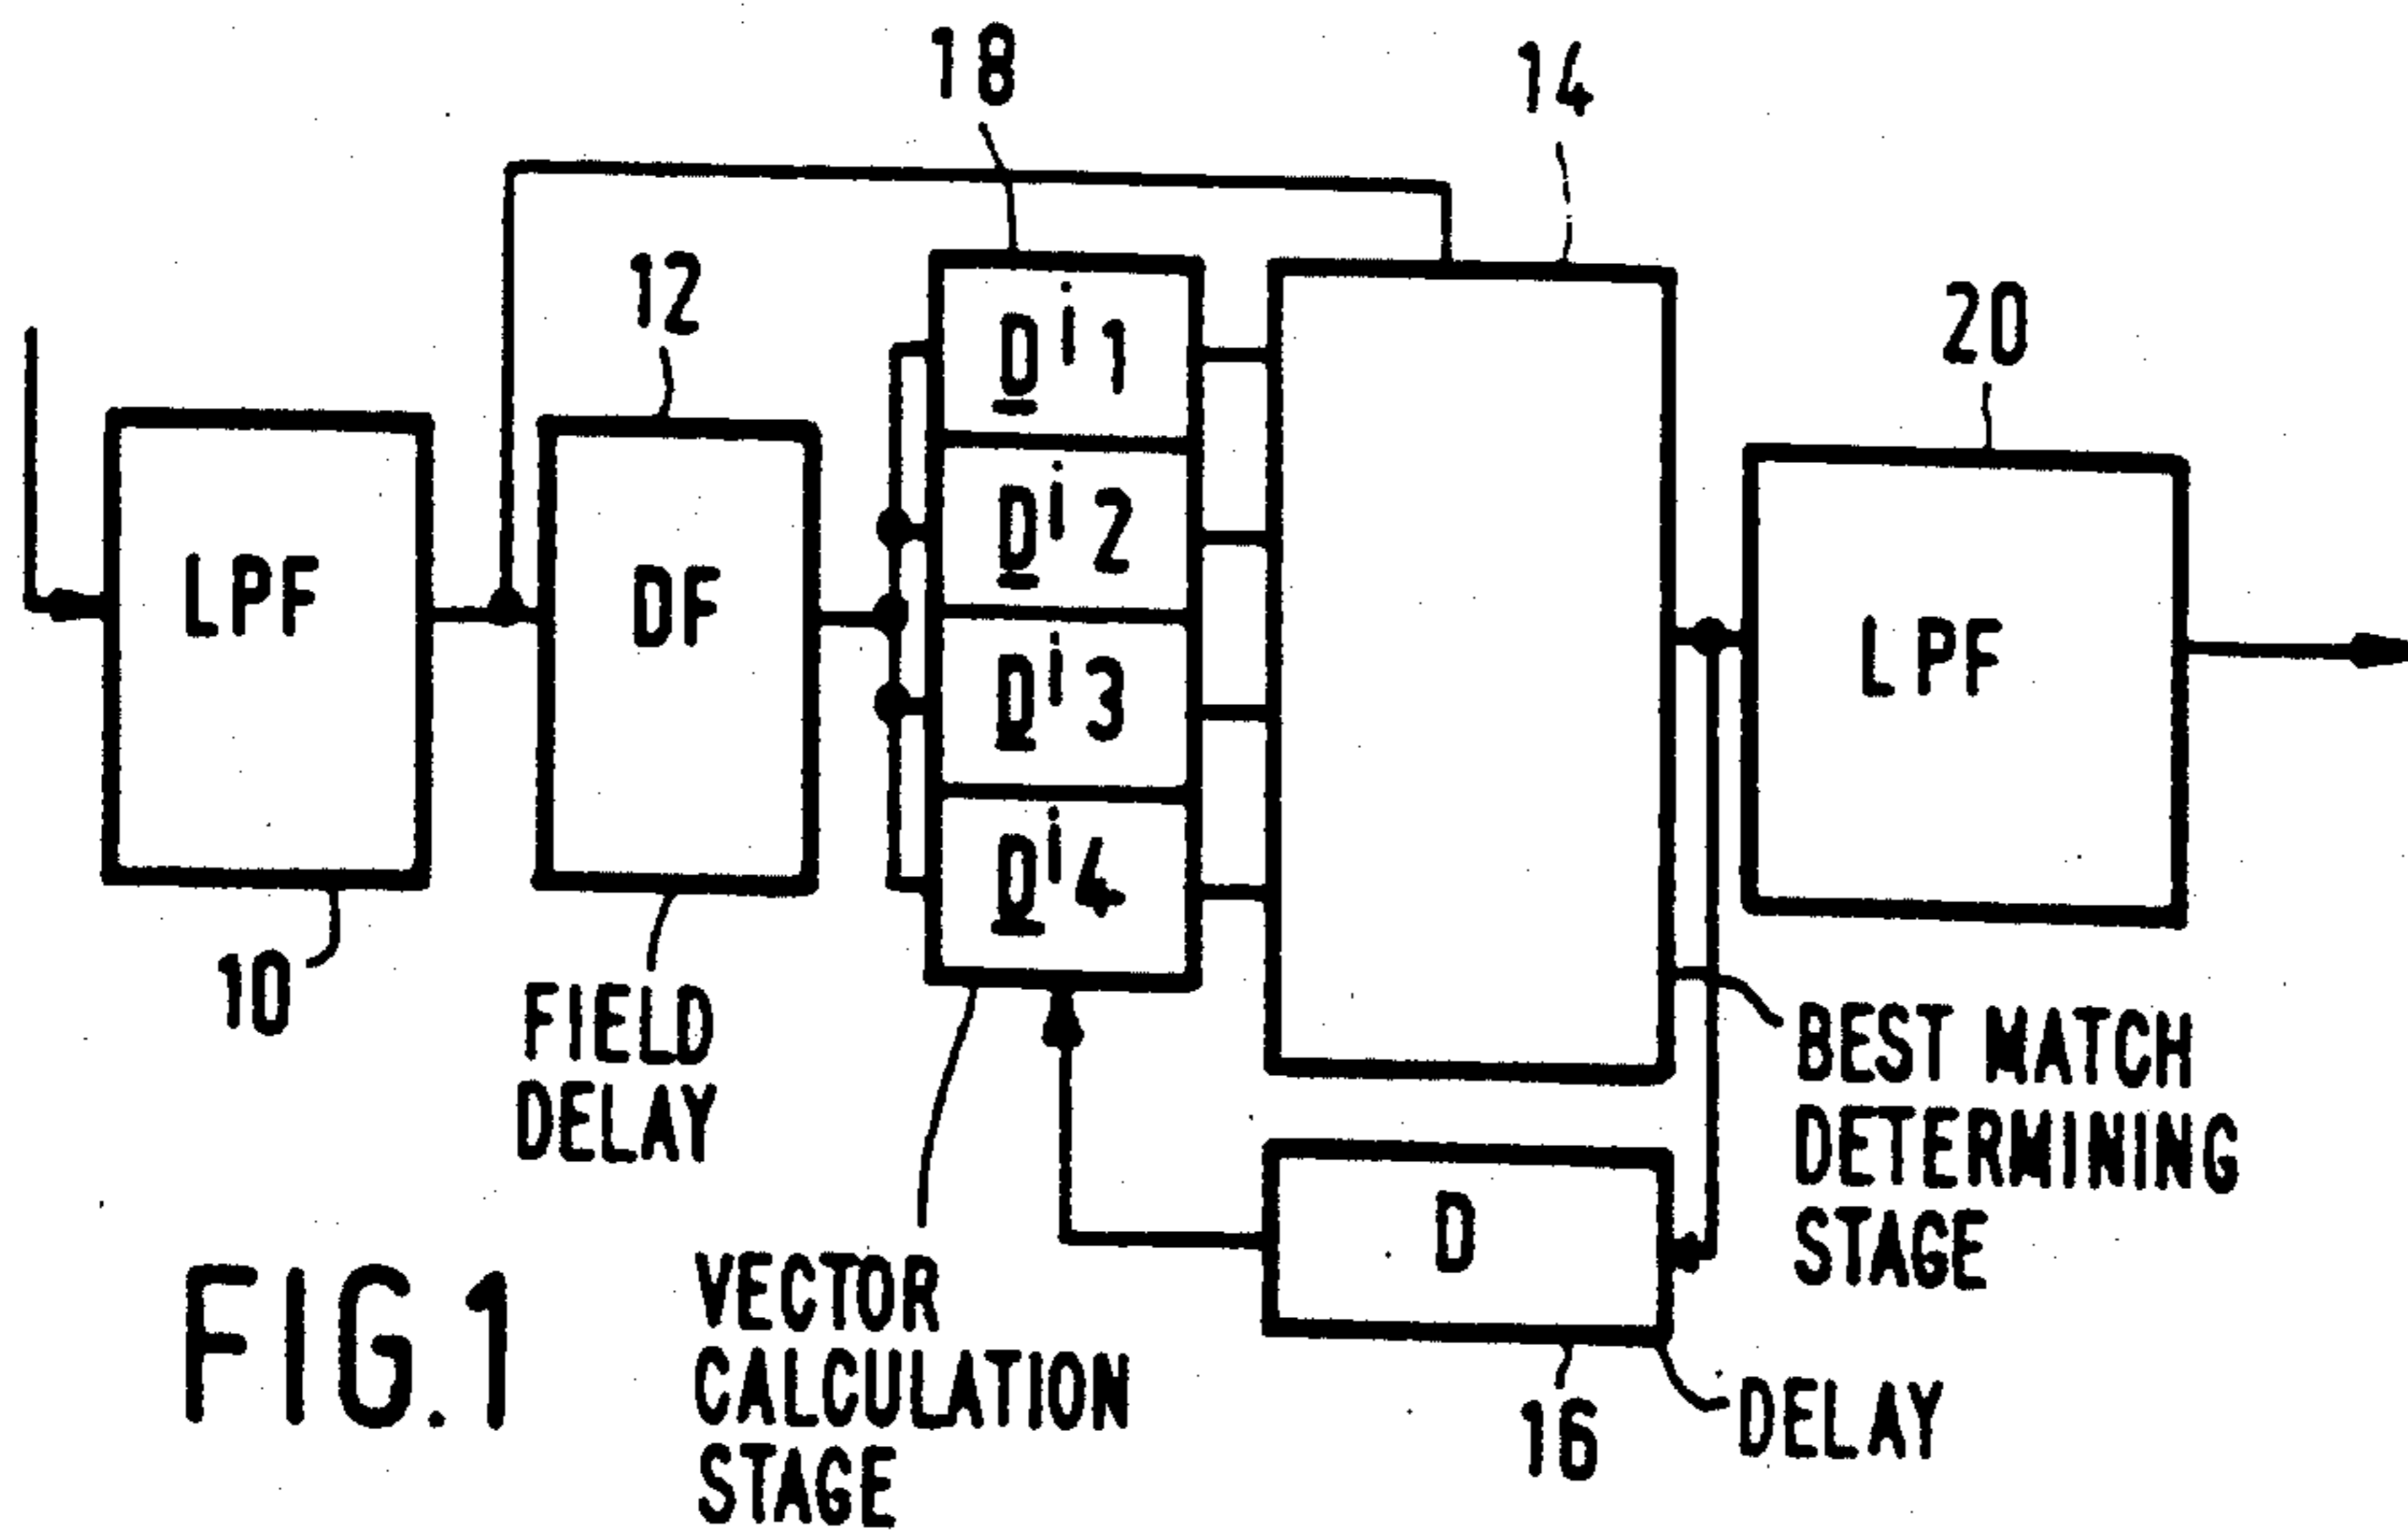 18
14
12
20
D i 1
D i 2
D i 3
D i 4
LPF
DF
LPF
10
FIELD
DELAY
BEST MATCH
DETERMINING
STAGE
D
VECTOR
CALCULATION
STAGE
16
DELAY
FIG.1